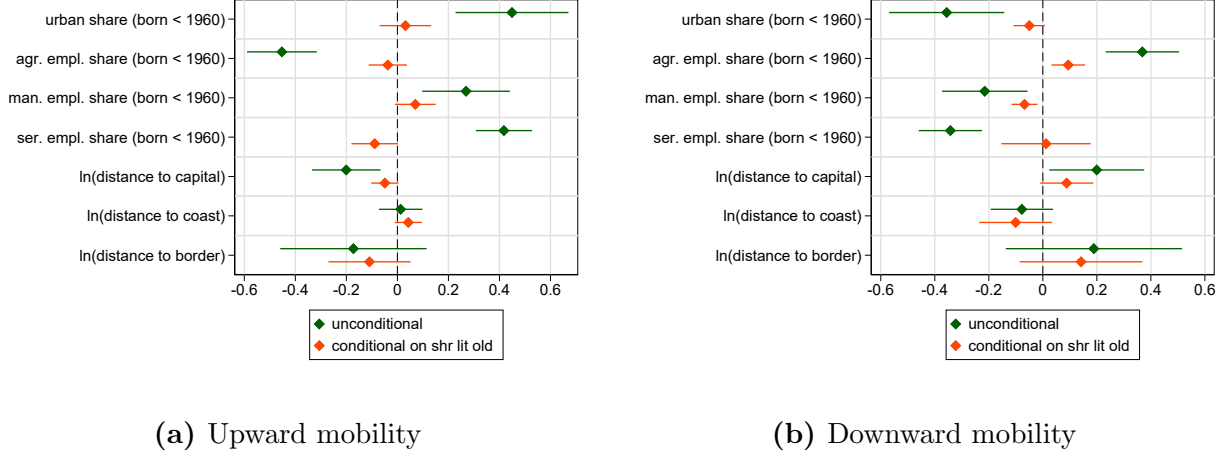 urban share (born < 1960)
agr. empl. share (born < 1960)
man. empl. share (born < 1960)
ser. empl. share (born < 1960)
ln(distance to capital)
ln(distance to coast)
ln(distance to border)
-0.6 -0.4 -0.2 0 0.2 0.4 0.6
unconditional
conditional on shr lit old
(a) Upward mobility
urban share (born < 1960)
agr. empl. share (born < 1960)
man. empl. share (born < 1960)
ser. empl. share (born < 1960)
ln(distance to capital)
ln(distance to coast)
ln(distance to border)
-0.6 -0.4 -0.2 0 0.2 0.4 0.6
unconditional
conditional on shr lit old
(b) Downward mobility